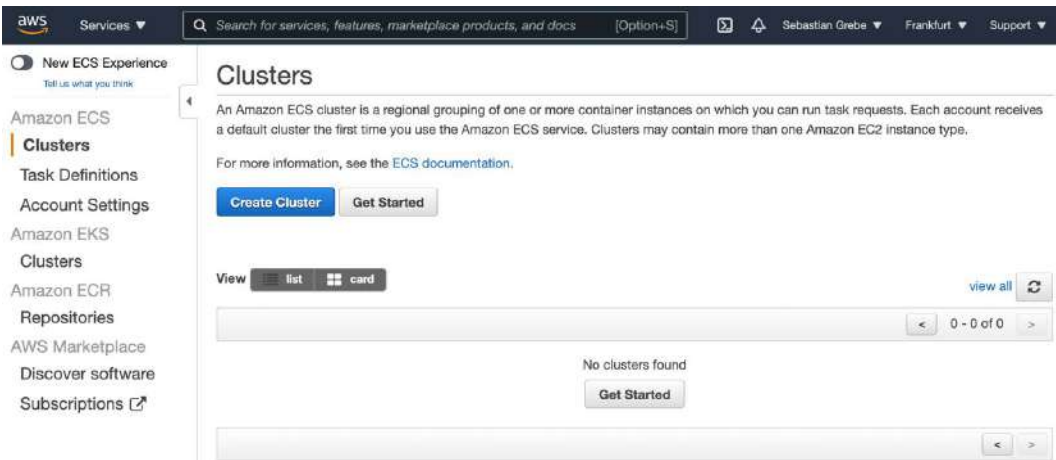 aws Services ▼ Search for services, features, marketplace products, and docs [Option+S] Sebastian Grebe ▼ Frankfurt ▼ Support ▼
New ECS Experience
Tell us what you think
Amazon ECS
Clusters
Task Definitions
Account Settings
Amazon EKS
Clusters
Amazon ECR
Repositories
AWS Marketplace
Discover software
Subscriptions
Clusters
An Amazon ECS cluster is a regional grouping of one or more container instances on which you can run task requests. Each account receives
a default cluster the first time you use the Amazon ECS service. Clusters may contain more than one Amazon EC2 instance type.
For more information, see the ECS documentation.
Create Cluster Get Started
View list card view all
< 0 - 0 of 0 >
No clusters found
Get Started
< >